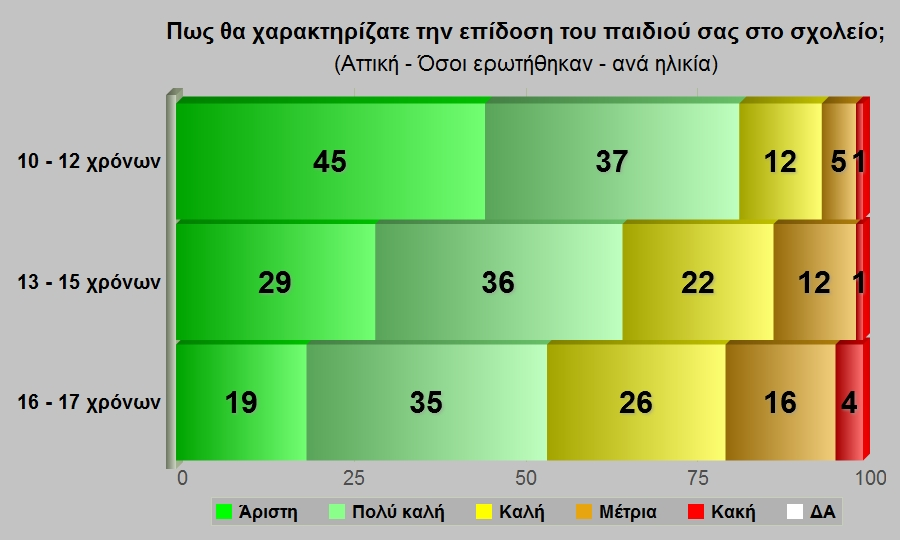 Πως θα χαρακτηρίζατε την επίδοση του παιδιού σας στο σχολείο;
(Αττική - Όσοι ερωτήθηκαν - ανά ηλικία)
10 - 12 χρόνων 45 37 12 5 1
13 - 15 χρόνων 29 36 22 12 1
16 - 17 χρόνων 19 35 26 16 4
0 25 50 75 100
Άριστη Πολύ καλή Καλή Μέτρια Κακή ΔΑ